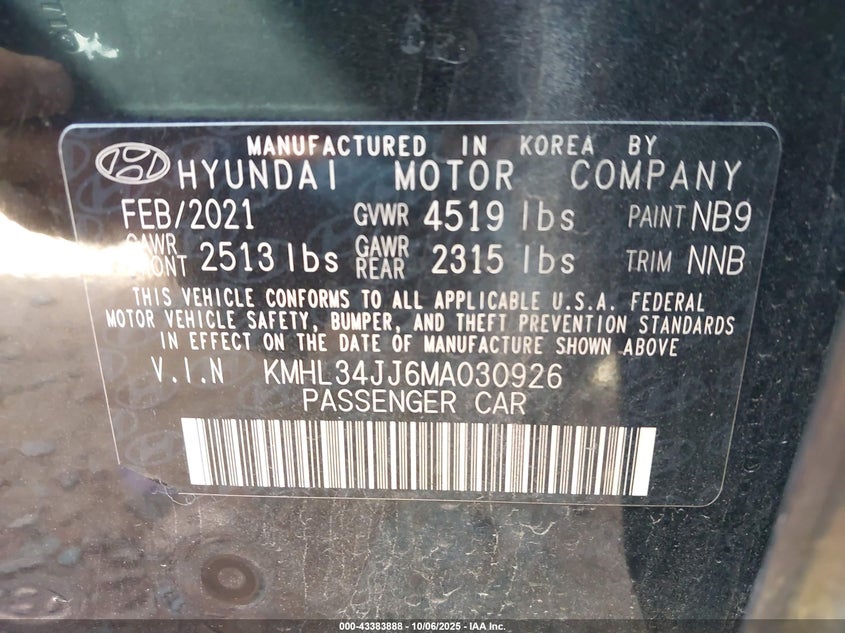 MANUFACTURED IN KOREA BY
HYUNDAI MOTOR COMPANY
FEB/2021 GVWR 4519 lbs PAINT NB9
GAWR FRONT 2513 lbs GAWR REAR 2315 lbs TRIM NNB
THIS VEHICLE CONFORMS TO ALL APPLICABLE U.S.A. FEDERAL
MOTOR VEHICLE SAFETY, BUMPER, AND THEFT PREVENTION STANDARDS
IN EFFECT ON THE DATE OF MANUFACTURE SHOWN ABOVE
V.I.N KMHL34JJ6MA030926
PASSENGER CAR
000-43383888 - 10/06/2025 - IAA Inc.